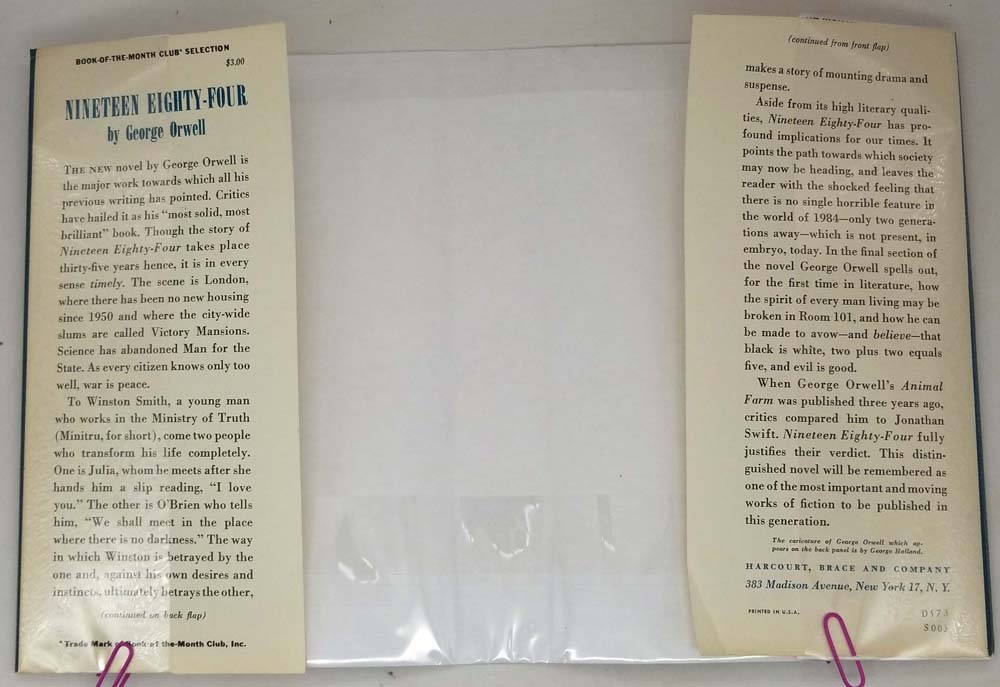 BOOK-OF-THE-MONTH CLUB* SELECTION
$3.00
NINETEEN EIGHTY-FOUR
by George Orwell
THE NEW novel by George Orwell is
the major work towards which all his
previous writing has pointed. Critics
have hailed it as his “most solid, most
brilliant” book. Though the story of
Nineteen Eighty-Four takes place
thirty-five years hence, it is in every
sense timely. The scene is London,
where there has been no new housing
since 1950 and where the city-wide
slums are called Victory Mansions.
Science has abandoned Man for the
State. As every citizen knows only too
well, war is peace.
To Winston Smith, a young man
who works in the Ministry of Truth
(Minitru, for short), come two people
who transform his life completely.
One is Julia, whom he meets after she
hands him a slip reading, “I love
you.” The other is O’Brien who tells
him, “We shall meet in the place
where there is no darkness.” The way
in which Winston is betrayed by the
one and, against his own desires and
instincts, ultimately betrays the other,
(continued on back flap)
*Trade Mark of Book-of the-Month Club, Inc.
(continued from front flap)
makes a story of mounting drama and
suspense.
Aside from its high literary quali-
ties, Nineteen Eighty-Four has pro-
found implications for our times. It
points the path towards which society
may now be heading, and leaves the
reader with the shocked feeling that
there is no single horrible feature in
the world of 1984—only two genera-
tions away—which is not present, in
embryo, today. In the final section of
the novel George Orwell spells out,
for the first time in literature, how
the spirit of every man living may be
broken in Room 101, and how he can
be made to avow—and believe—that
black is white, two plus two equals
five, and evil is good.
When George Orwell’s Animal
Farm was published three years ago,
critics compared him to Jonathan
Swift. Nineteen Eighty-Four fully
justifies their verdict. This distin-
guished novel will be remembered as
one of the most important and moving
works of fiction to be published in
this generation.
The caricature of George Orwell which ap-
pears on the back panel is by George Holland.
HARCOURT, BRACE AND COMPANY
383 Madison Avenue, New York 17, N. Y.
PRINTED IN U.S.A.